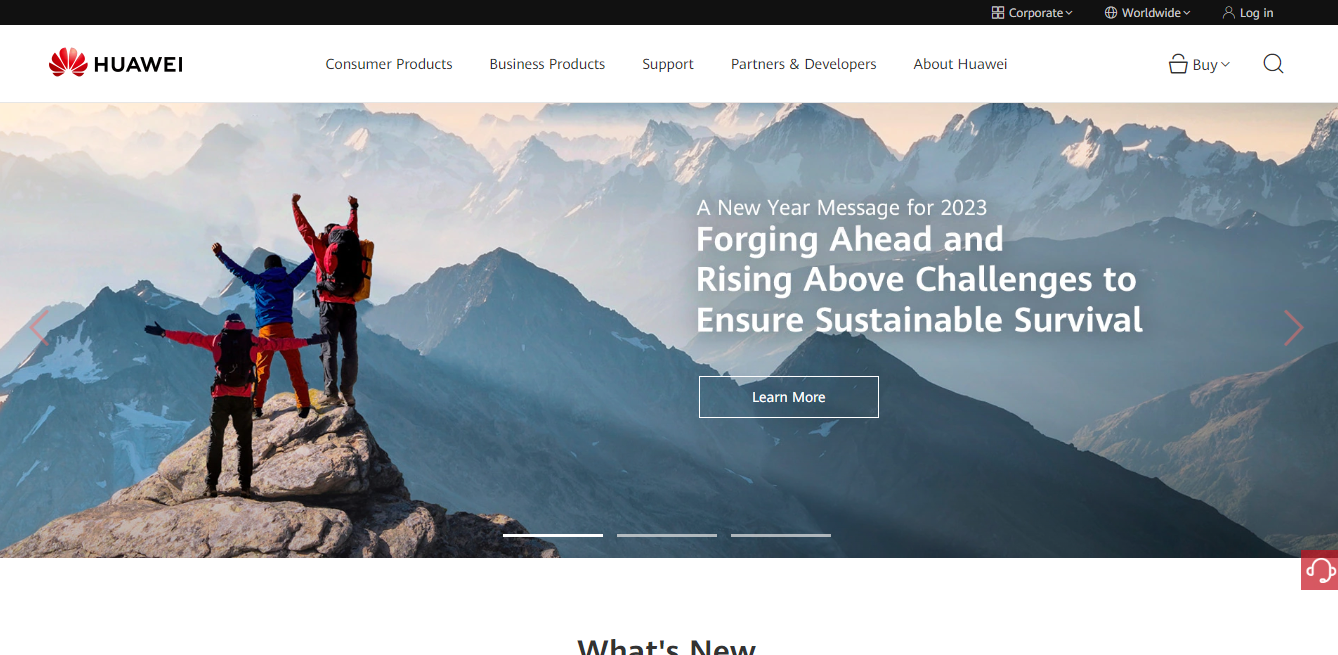 Corporate
Worldwide
Log in
HUAWEI
Consumer Products
Business Products
Support
Partners & Developers
About Huawei
Buy
A New Year Message for 2023
Forging Ahead and
Rising Above Challenges to
Ensure Sustainable Survival
Learn More
What's New